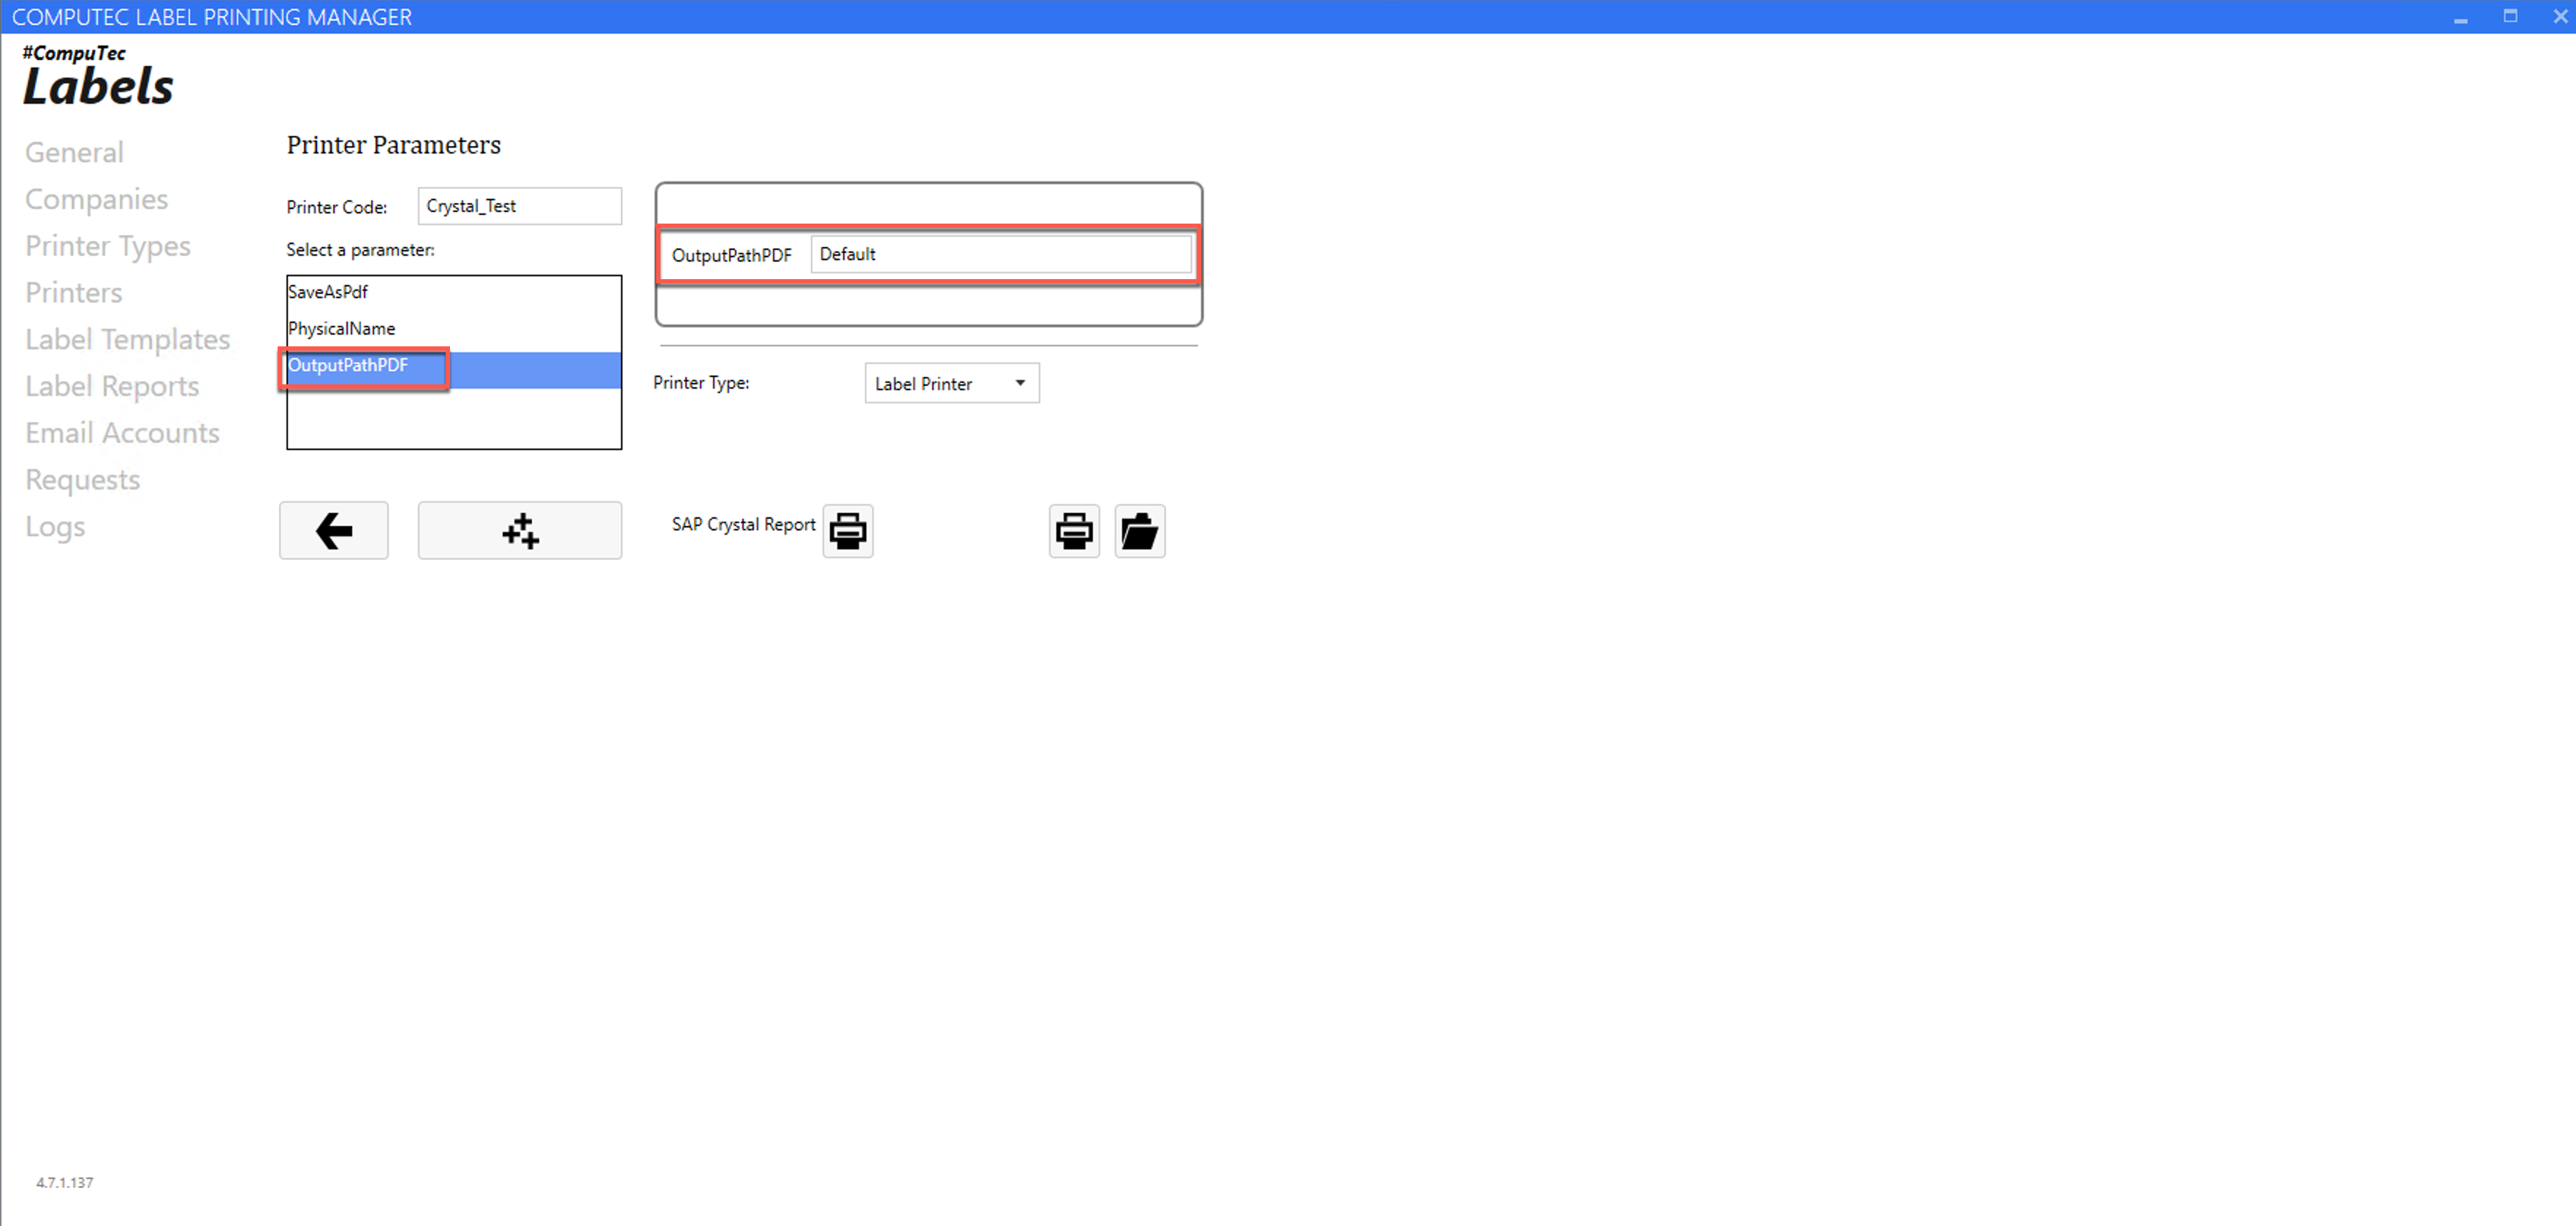 COMPUTEC LABEL PRINTING MANAGER
#CompuTec
Labels
General
Companies
Printer Types
Printers
Label Templates
Label Reports
Email Accounts
Requests
Logs
Printer Parameters
Printer Code:
Crystal_Test
Select a parameter:
SaveAsPdf
PhysicalName
OutputPathPDF
OutputPathPDF
Default
Printer Type:
Label Printer
SAP Crystal Report
4.7.1.137